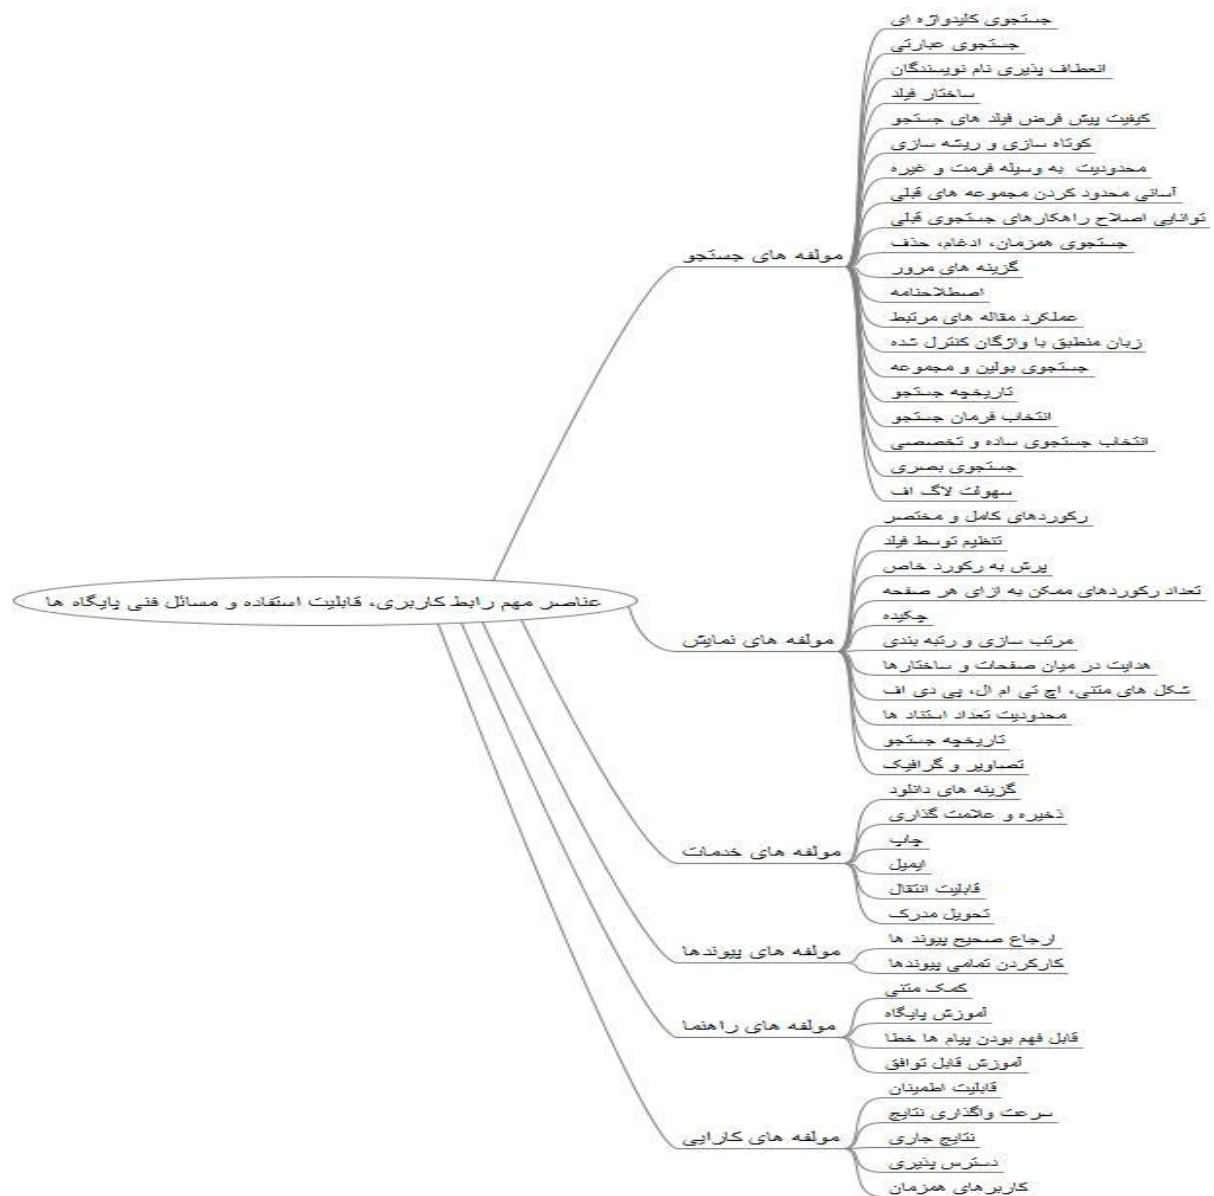 عناصر مهم رابط کاربری، قابلیت استفاده و مسائل فنی پایگاه ها
مولفه های جستجو
جستجوی کلیدواژه ای
جستجوی عبارتی
انعطاف پذیری نام نویسندگان
ساختار فیلد
کیفیت پیش فرض فیلد های جستجو
کوتاه سازی و ریشه سازی
محدودیت به وسیله فرمت و غیره
آسانی محدود کردن مجموعه های قبلی
توانایی اصلاح راهکارهای جستجوی قبلی
جستجوی همزمان، ادغام، حذف
گزینه های مرور
اصطلاحنامه
عملکرد مقاله های مرتبط
زبان منطبق با واژگان کنترل شده
جستجوی بولین و مجموعه
تاریخچه جستجو
انتخاب فرمان جستجو
انتخاب جستجوی ساده و تخصصی
جستجوی بصری
سهولت لاگ اف
مولفه های نمایش
رکوردهای کامل و مختصر
تنظیم توسط فیلد
پرش به رکورد خاص
تعداد رکوردهای ممکن به ازای هر صفحه
چکیده
مرتب سازی و رتبه بندی
هدایت در میان صفحات و ساختارها
شکل های متنی، اچ تی ام ال، پی دی اف
محدودیت تعداد استناد ها
تاریخچه جستجو
تصاویر و گرافیک
مولفه های خدمات
گزینه های دانلود
ذخیره و علامت گذاری
چاپ
ایمیل
قابلیت انتقال
تحویل مدرک
مولفه های پیوندها
ارجاع صحیح پیوند ها
کارکردن تمامی پیوندها
مولفه های راهنما
کمک متنی
آموزش پایگاه
قابل فهم بودن پیام ها خطا
آموزش قابل توافق
مولفه های کارایی
قابلیت اطمینان
سرعت واگذاری نتایج
نتایج جاری
دسترس پذیری
کاربرهای همزمان